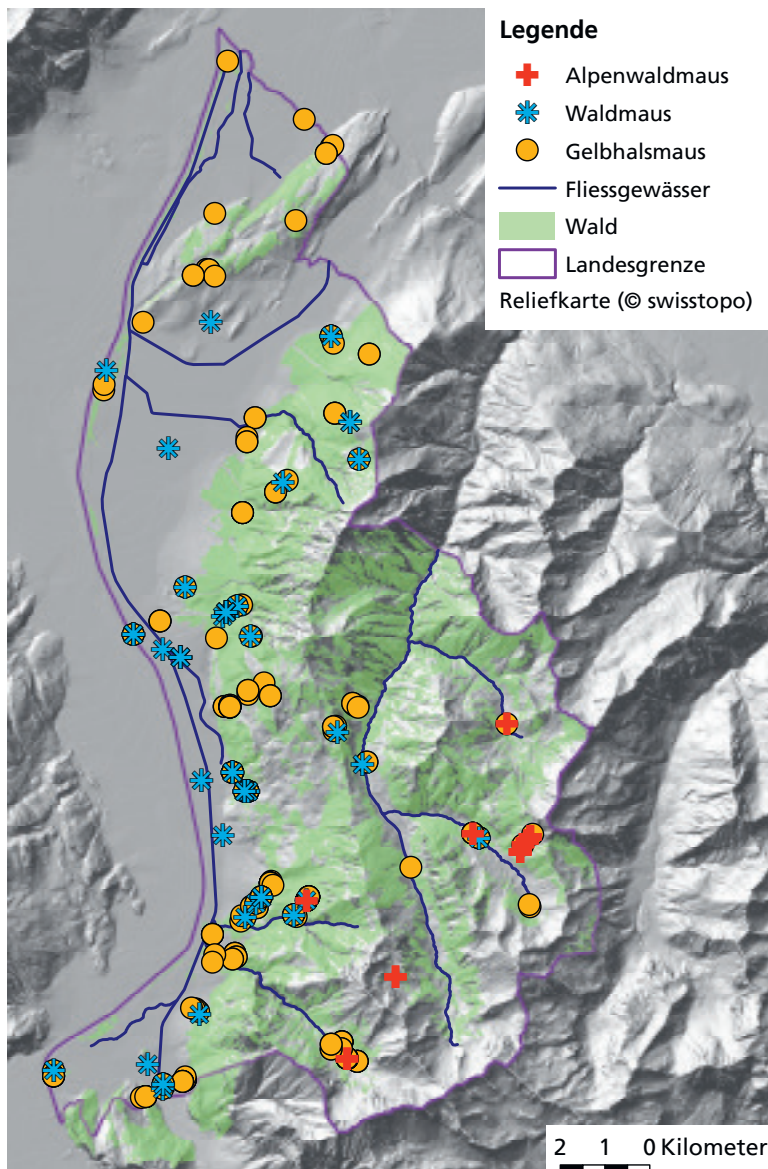 Legende
Alpenwaldmaus
Waldmaus
Gelbhalsmaus
Fliessgewässer
Wald
Landesgrenze
Reliefkarte (© swisstopo)
2 1 0 Kilometer